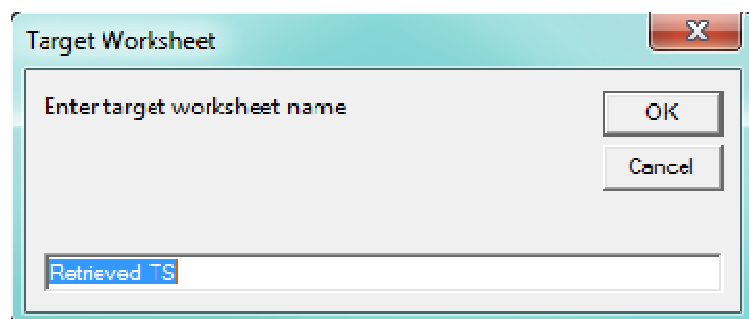 Target Worksheet
Enter target worksheet name
OK
Cancel
Retrieved TS